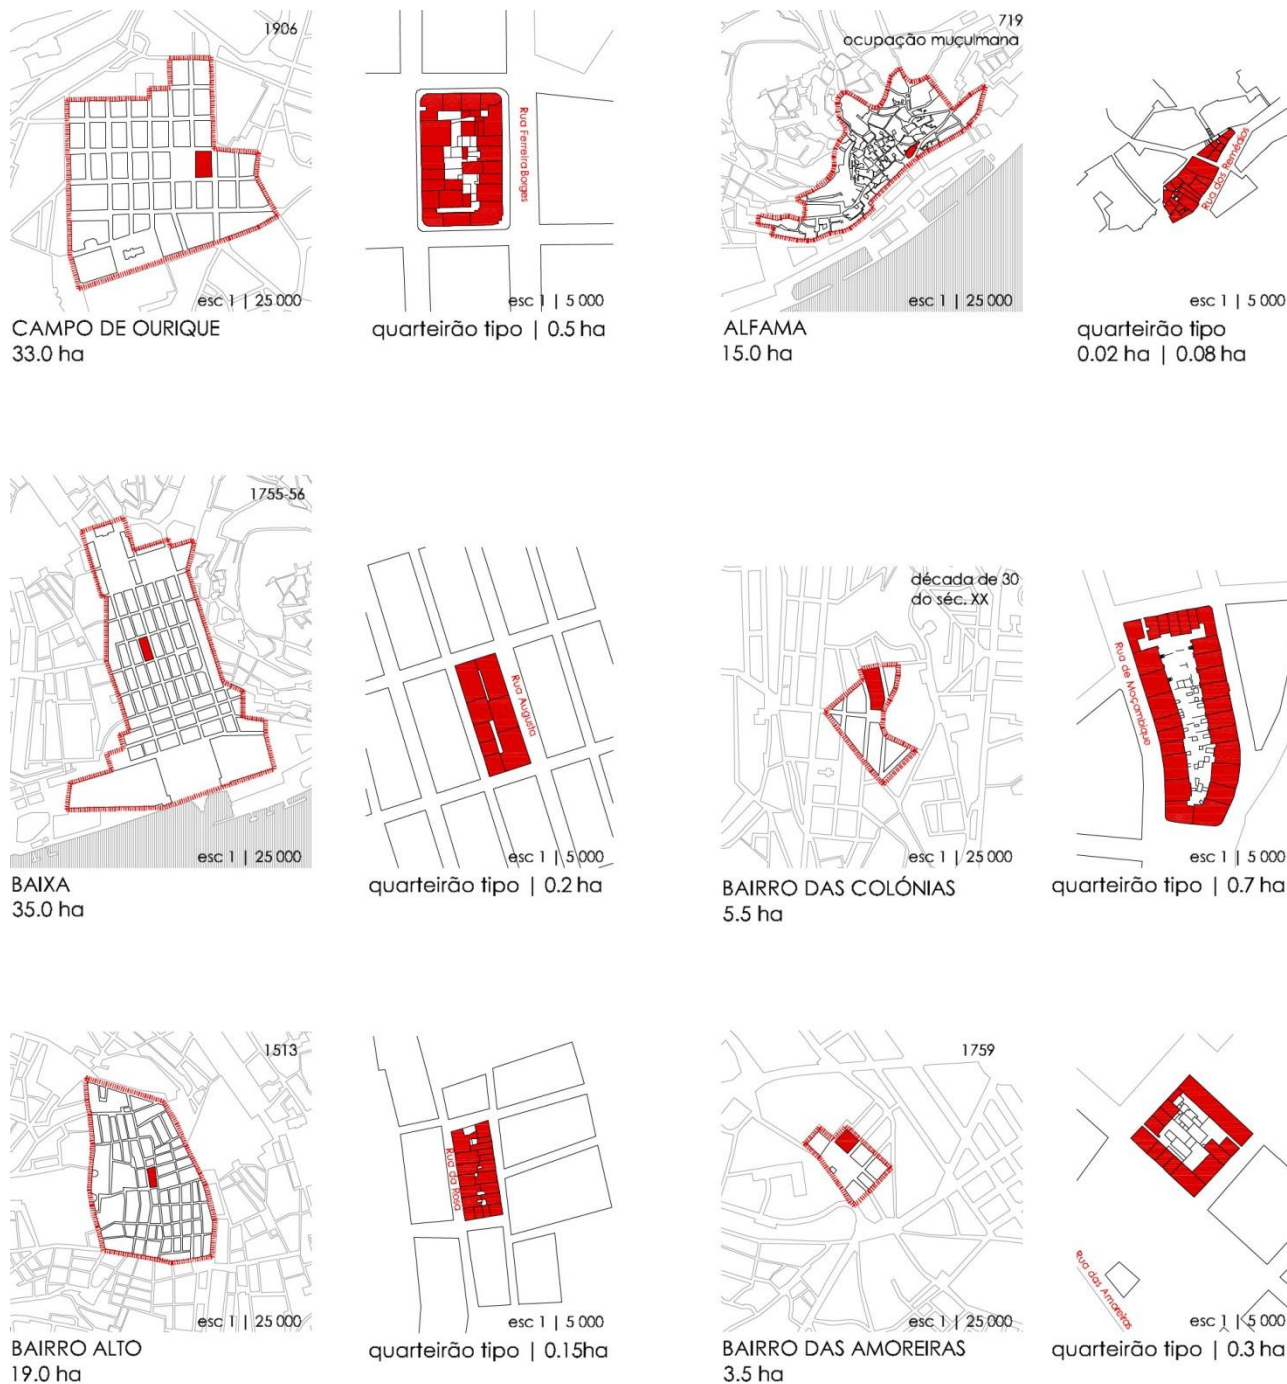 1906
esc 1 | 25 000
CAMPO DE OURIQUE
33.0 ha
Rua Ferreira Borges
esc 1 | 5 000
quarteirão tipo | 0.5 ha
719
ocupação muçulmana
esc 1 | 25 000
ALFAMA
15.0 ha
Rua dos Remédios
esc 1 | 5 000
quarteirão tipo
0.02 ha | 0.08 ha
1755-56
esc 1 | 25 000
BAIXA
35.0 ha
Rua Augusta
esc 1 | 5 000
quarteirão tipo | 0.2 ha
década de 30
do séc. XX
esc 1 | 25 000
BAIRRO DAS COLÓNIAS
5.5 ha
Rua de Moçambique
esc 1 | 5 000
quarteirão tipo | 0.7 ha
1513
esc 1 | 25 000
BAIRRO ALTO
19.0 ha
Rua da Rosa
esc 1 | 5 000
quarteirão tipo | 0.15ha
1759
esc 1 | 25 000
BAIRRO DAS AMOREIRAS
3.5 ha
Rua das Amoreiras
esc 1 | 5 000
quarteirão tipo | 0.3 ha